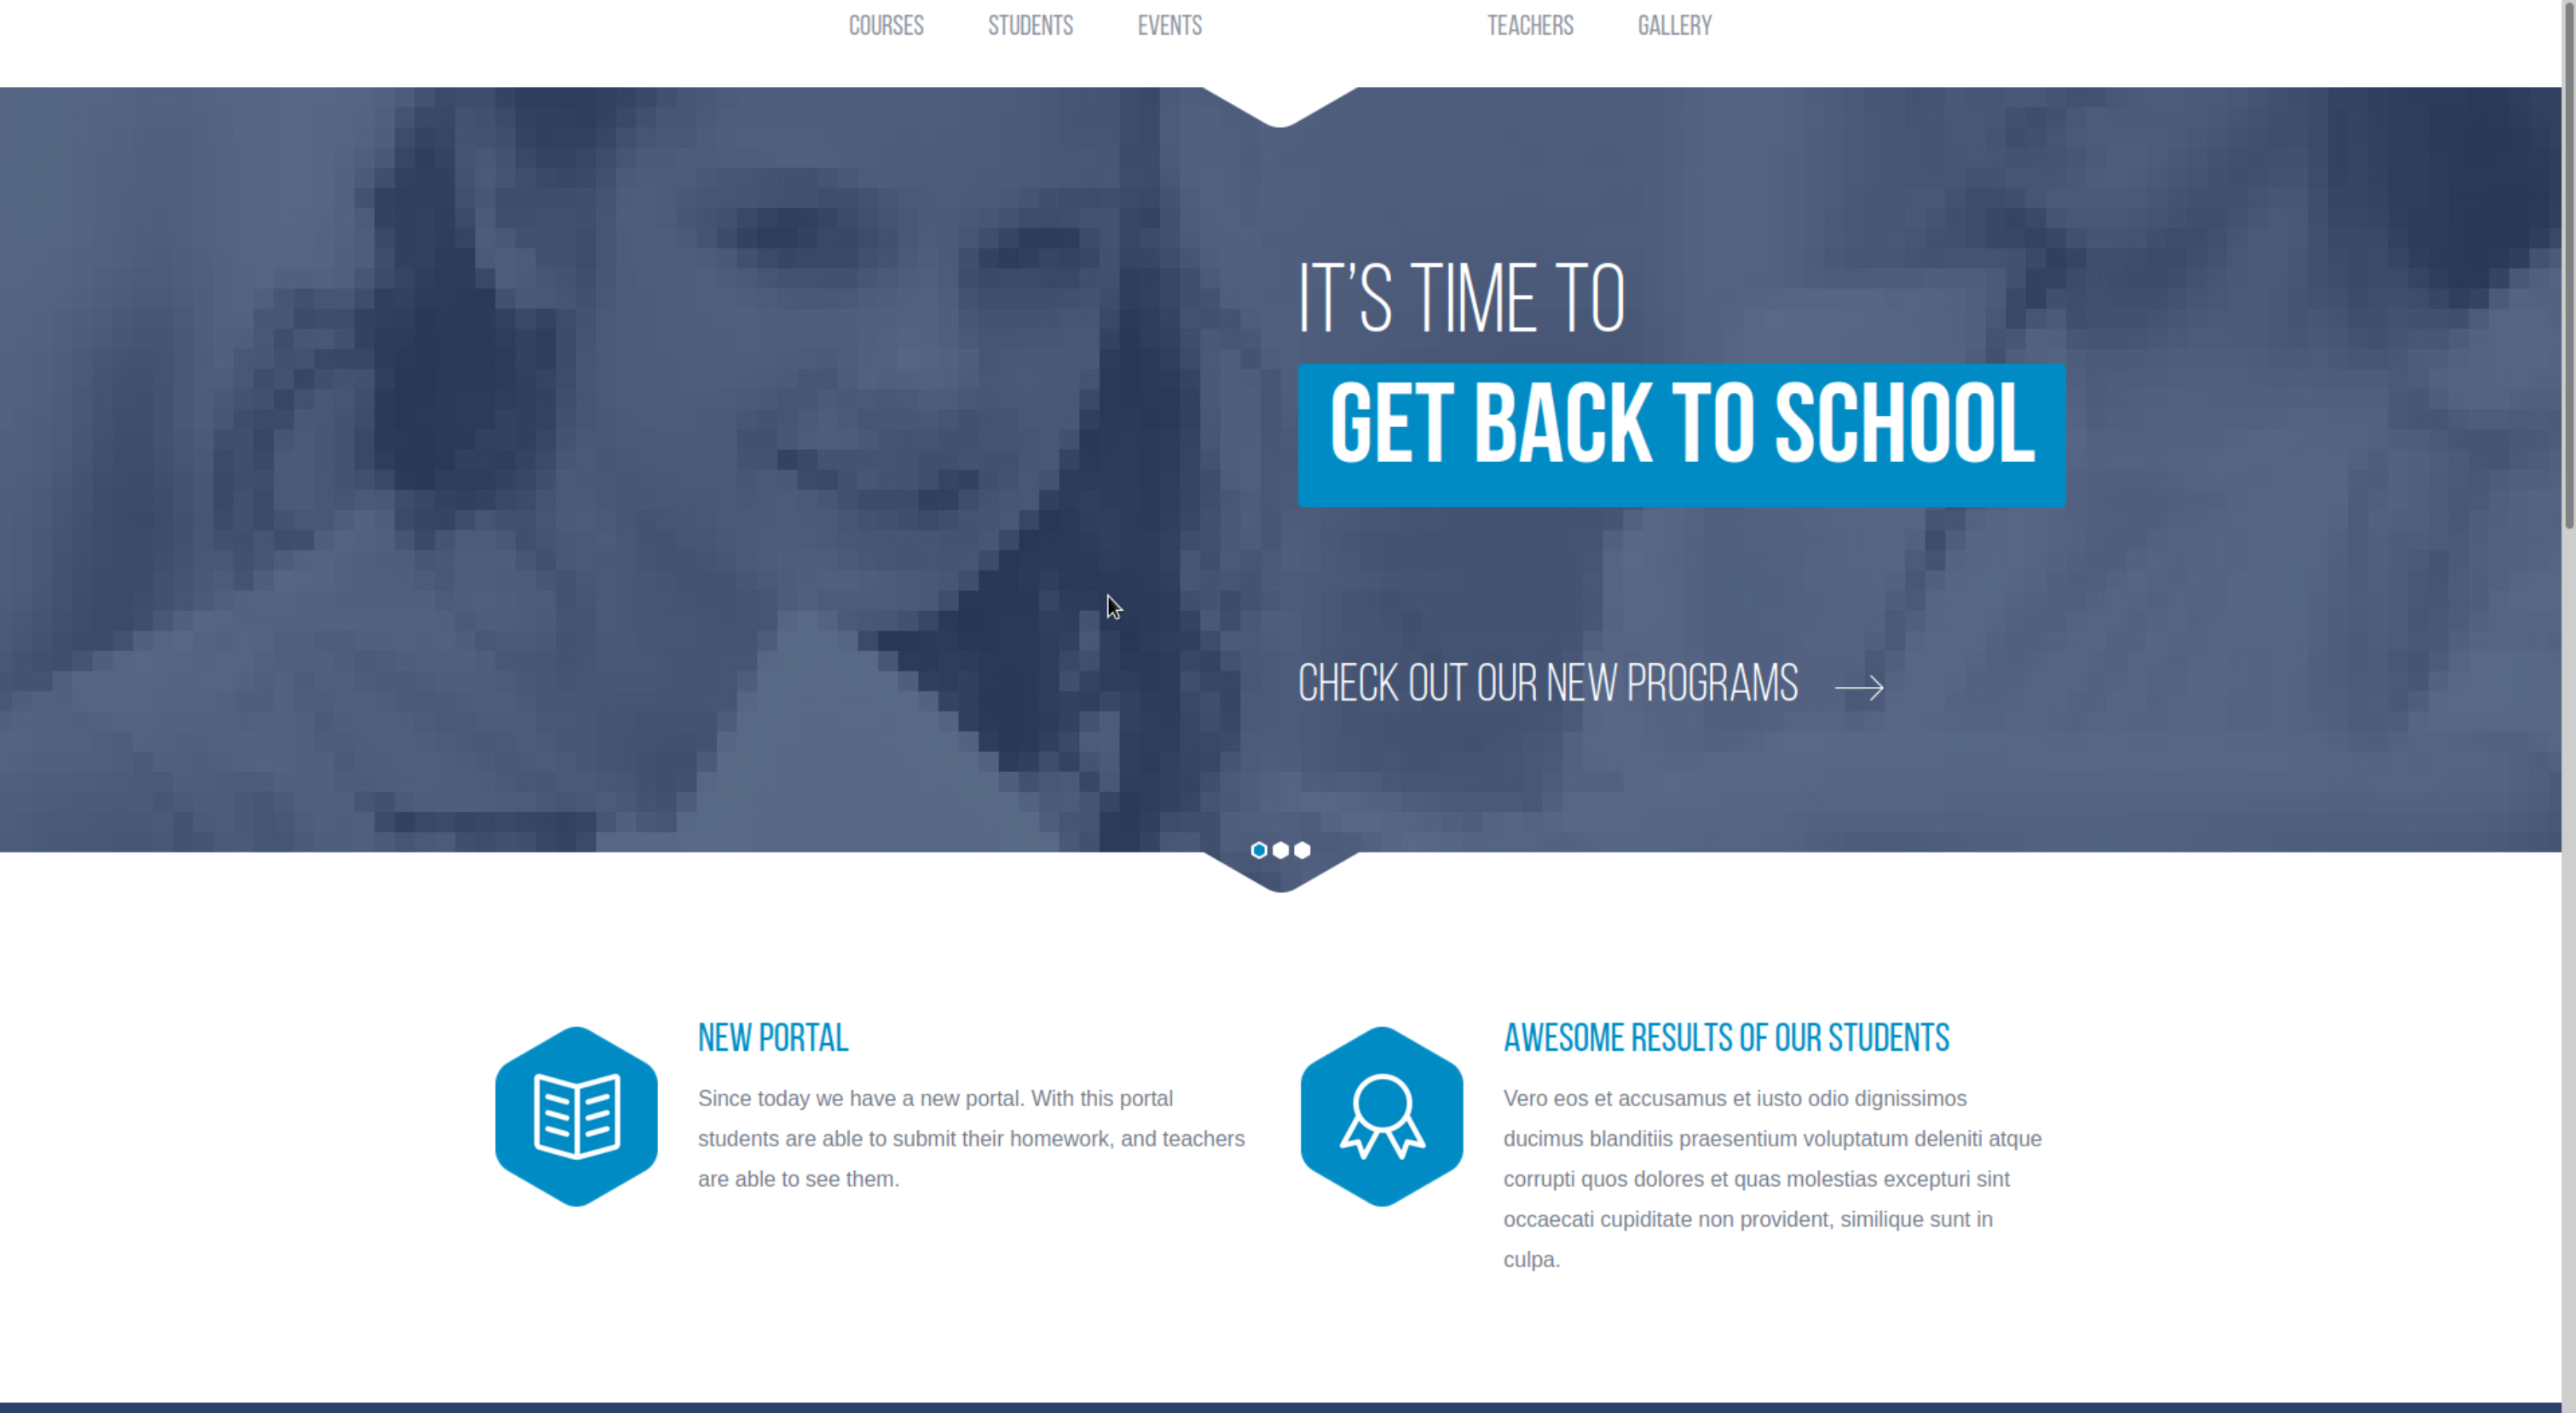 COURSES STUDENTS EVENTS TEACHERS GALLERY
IT’S TIME TO
GET BACK TO SCHOOL
CHECK OUT OUR NEW PROGRAMS
NEW PORTAL
Since today we have a new portal. With this portal
students are able to submit their homework, and teachers
are able to see them.
AWESOME RESULTS OF OUR STUDENTS
Vero eos et accusamus et iusto odio dignissimos
ducimus blanditiis praesentium voluptatum deleniti atque
corrupti quos dolores et quas molestias excepturi sint
occaecati cupiditate non provident, similique sunt in
culpa.